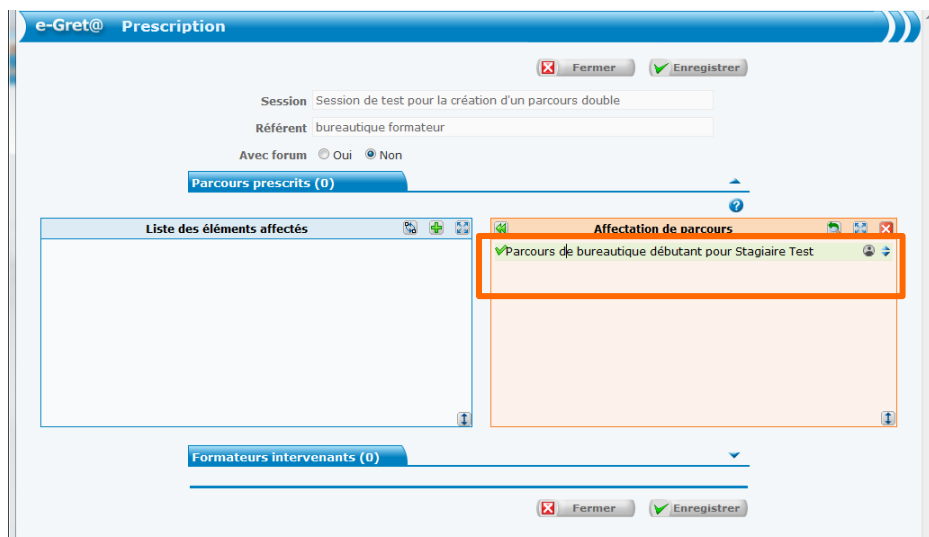 e-Gret@ Prescription
Fermer Enregistrer
Session Session de test pour la création d'un parcours double
Référent bureautique formateur
Avec forum Oui Non
Parcours prescrits (0)
Liste des éléments affectés
Affectation de parcours
Parcours de bureautique débutant pour Stagiaire Test
Formateurs intervenants (0)
Fermer Enregistrer